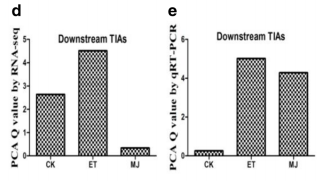 d
Downstream TIAs
PCA Q value by RNA-seq
5
4
3
2
1
0
CK ET MJ
e
Downstream TIAs
PCA Q value by qRT-PCR
6
4
2
0
CK ET MJ